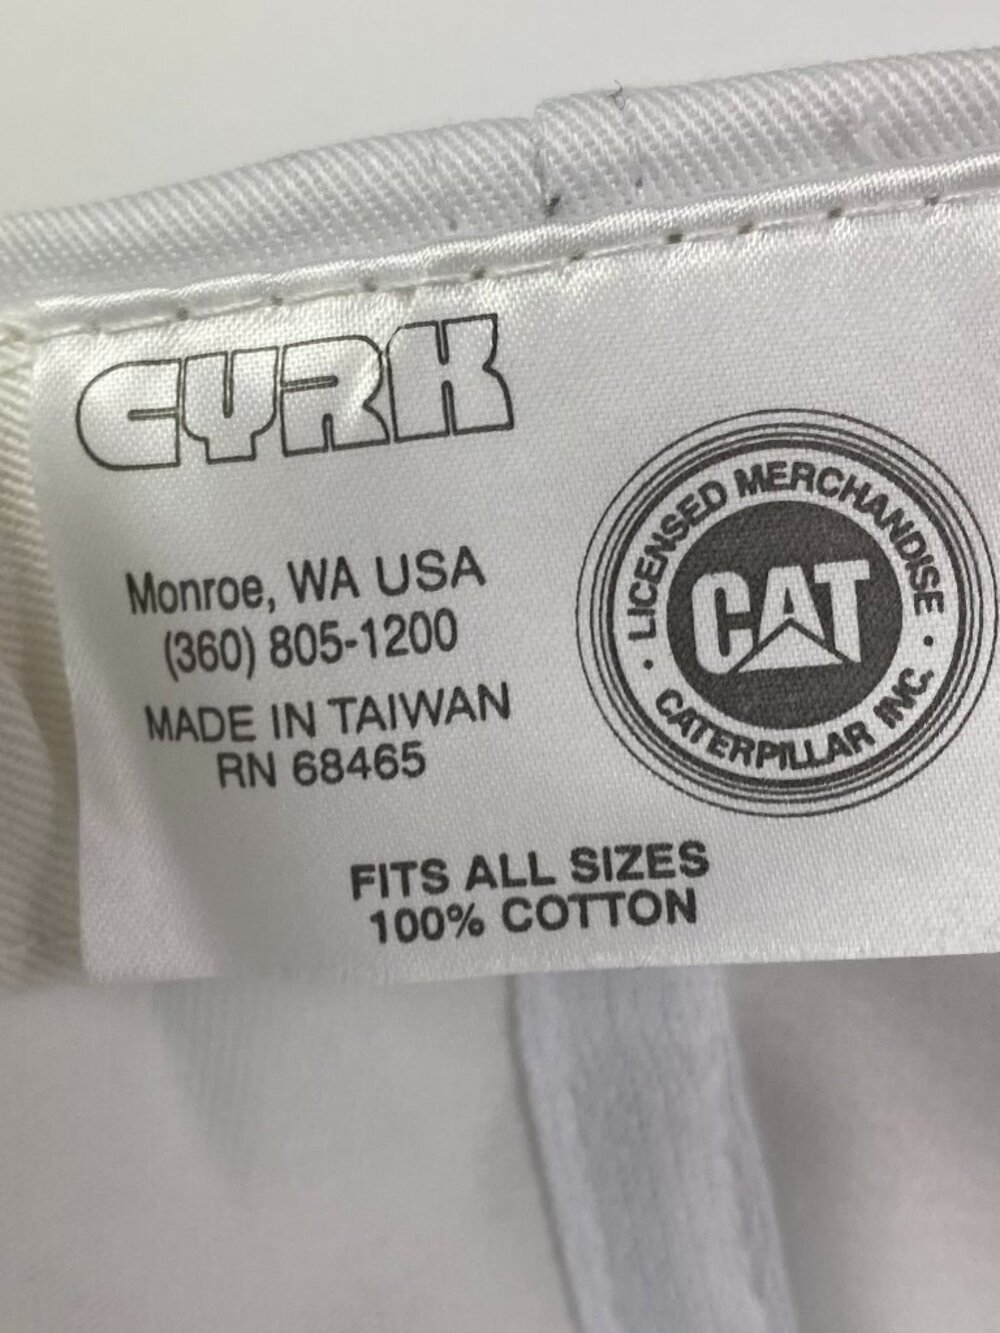 CYRK
Monroe, WA USA
(360) 805-1200
MADE IN TAIWAN
RN 68465
LICENSED MERCHANDISE
CAT
CATERPILLAR INC.
FITS ALL SIZES
100% COTTON